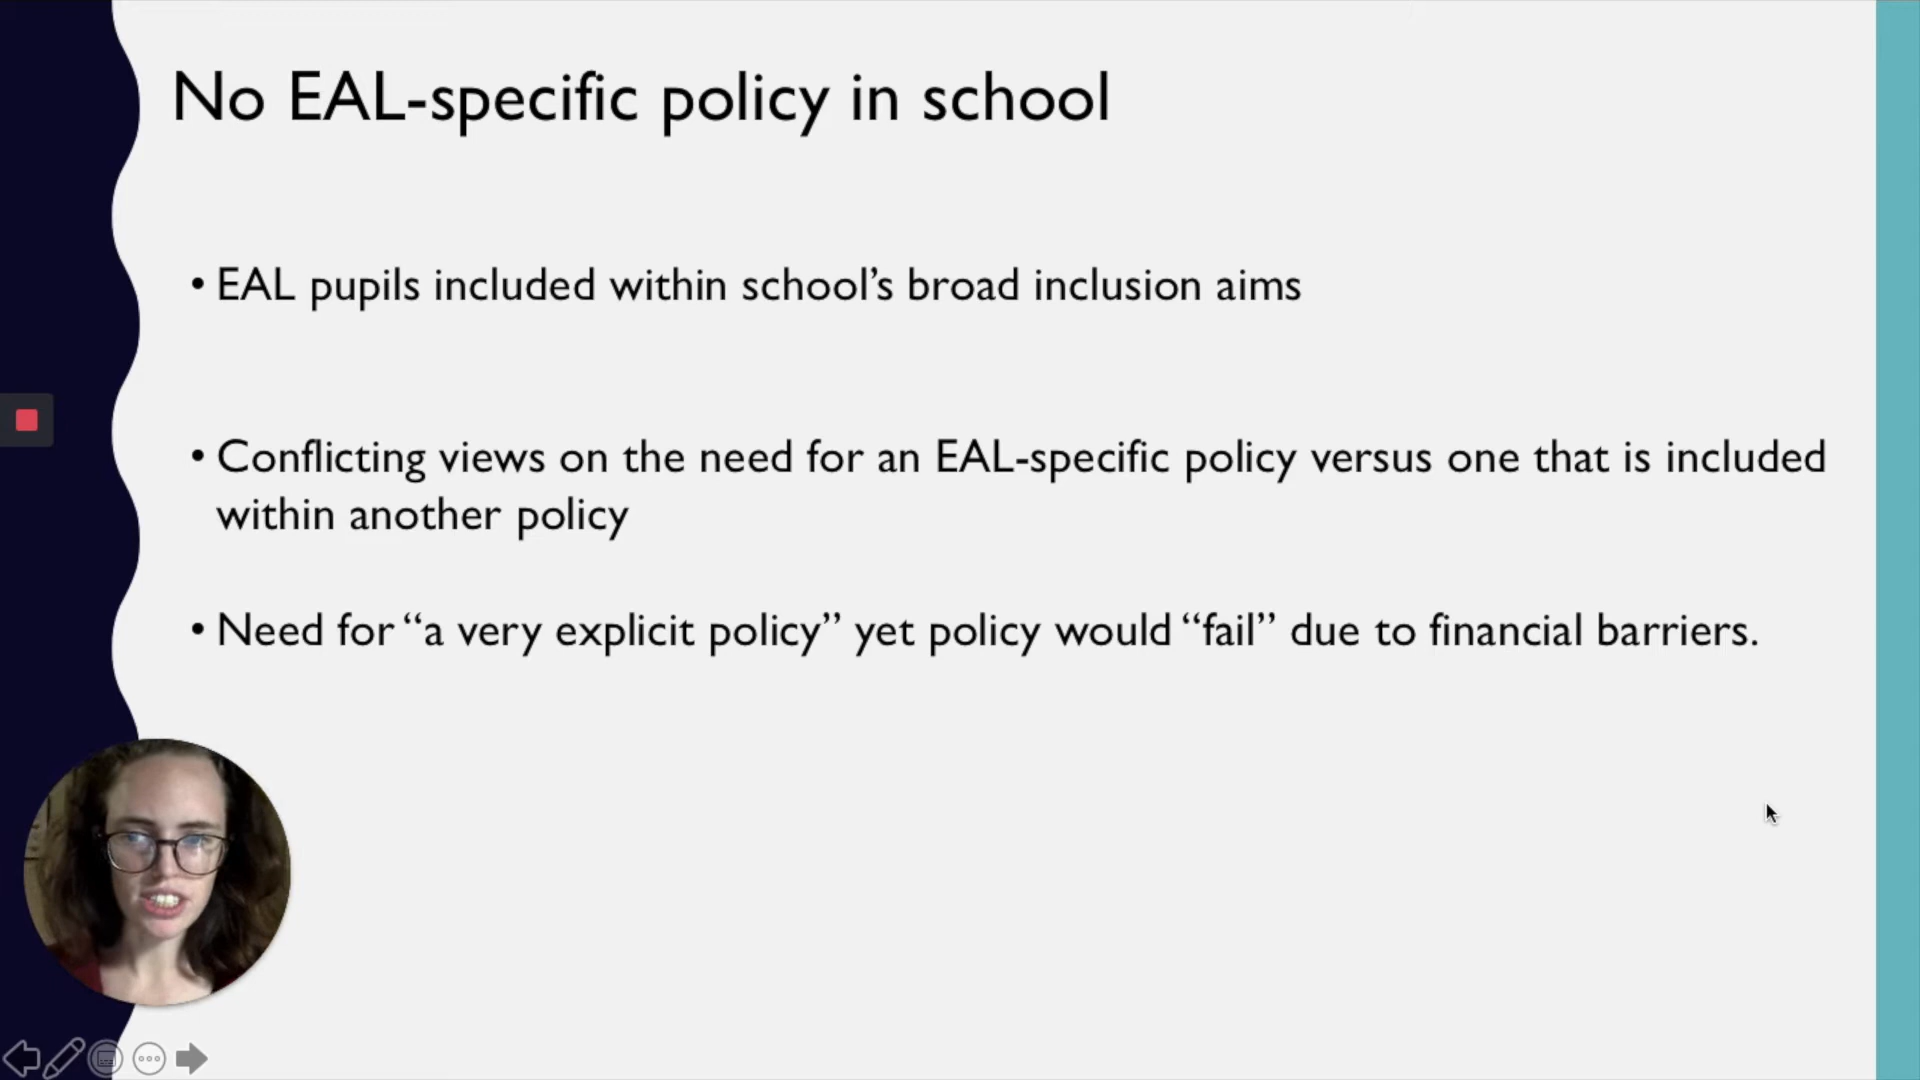 No EAL-specific policy in school
• EAL pupils included within school’s broad inclusion aims
• Conflicting views on the need for an EAL-specific policy versus one that is included
within another policy
• Need for “a very explicit policy” yet policy would “fail” due to financial barriers.